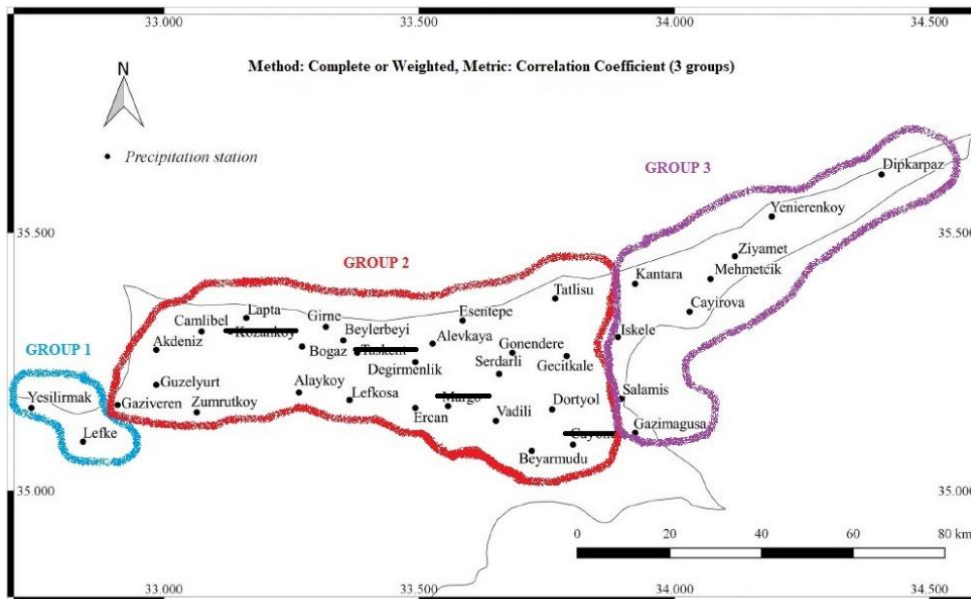 33.000 33.500 34.000 34.500
Method: Complete or Weighted, Metric: Correlation Coefficient (3 groups)
N
Precipitation station
GROUP 3
Dipkarpaz
Yenierenkoy
35.500 35.500
Ziyamet
GROUP 2
Kantara
Mehmetcik
Tatlisu
Cayirova
Lapta
Girne
Esentepe
Camlibel
Kozankoy
Beylerbeyi
Iskele
Akdeniz
Bogaz
Taskent
Alevkaya
Gonendere
GROUP 1
Degirmenlik
Serdarli
Gecitkale
Guzelyurt
Alaykoy
Salamis
Yesilirmak
Gaziveren
Zumrutkoy
Lefkosa
Margo
Dortyol
Ercan
Vadili
Gazimagusa
Lefke
Cayonu
Beyarmudu
35.000 35.000
0 20 40 60 80 km
33.000 33.500 34.000 34.500